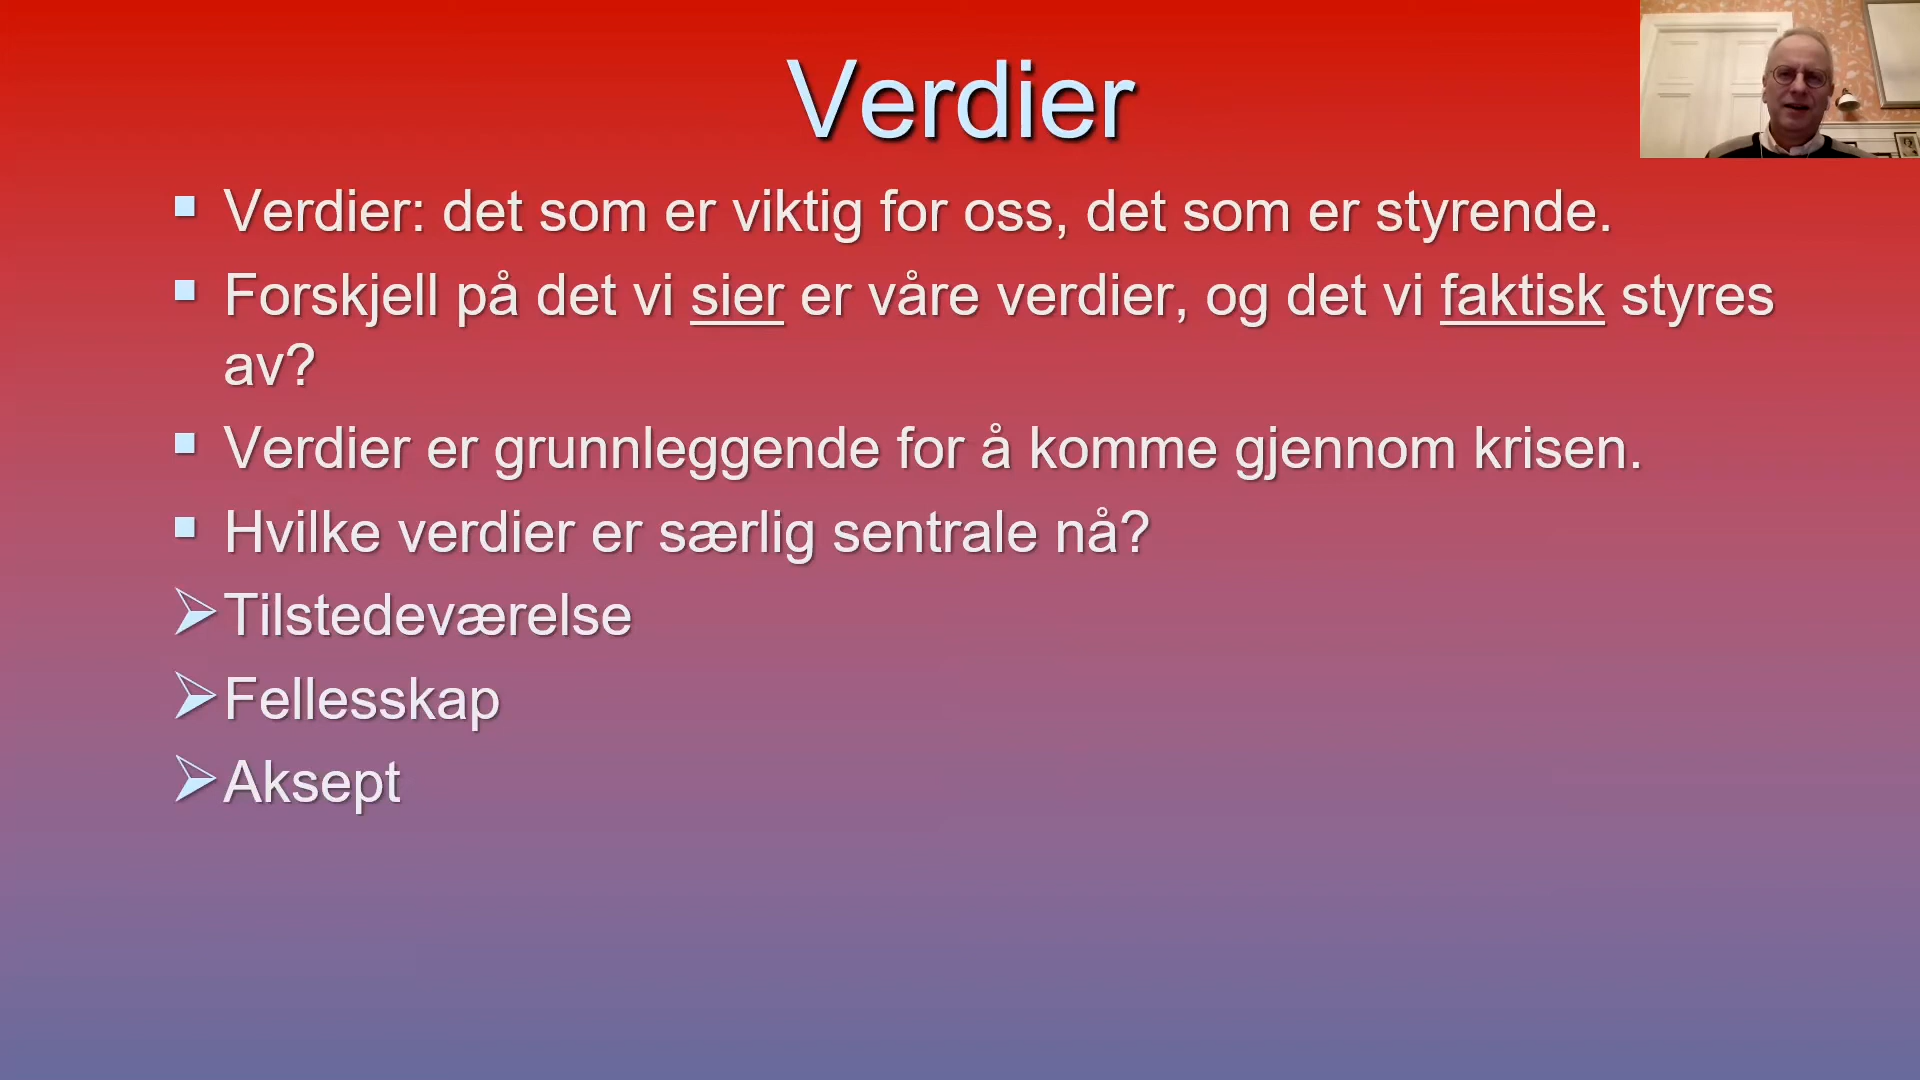 Verdier
Verdier: det som er viktig for oss, det som er styrende.
Forskjell på det vi sier er våre verdier, og det vi faktisk styres
av?
Verdier er grunnleggende for å komme gjennom krisen.
Hvilke verdier er særlig sentrale nå?
Tilstedeværelse
Fellesskap
Aksept